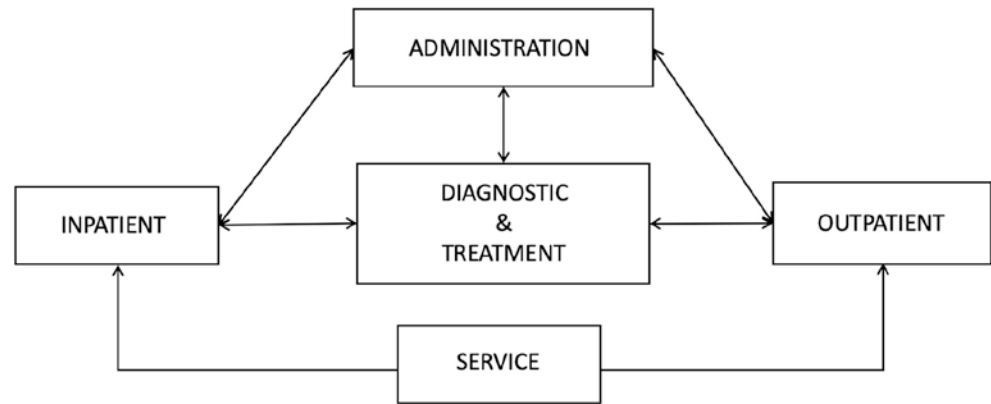 ADMINISTRATION
INPATIENT
DIAGNOSTIC
&
TREATMENT
OUTPATIENT
SERVICE